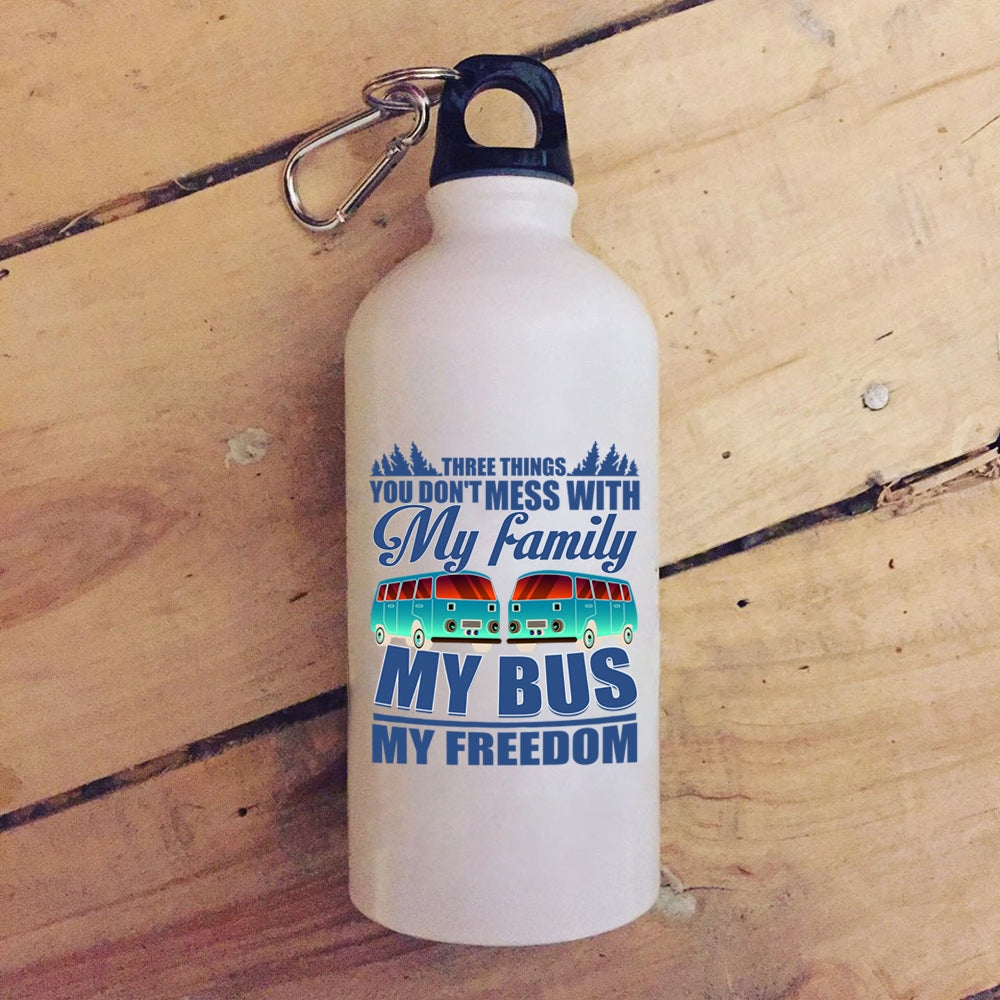 THREE THINGS
YOU DON'T MESS WITH
My family
MY BUS
MY FREEDOM